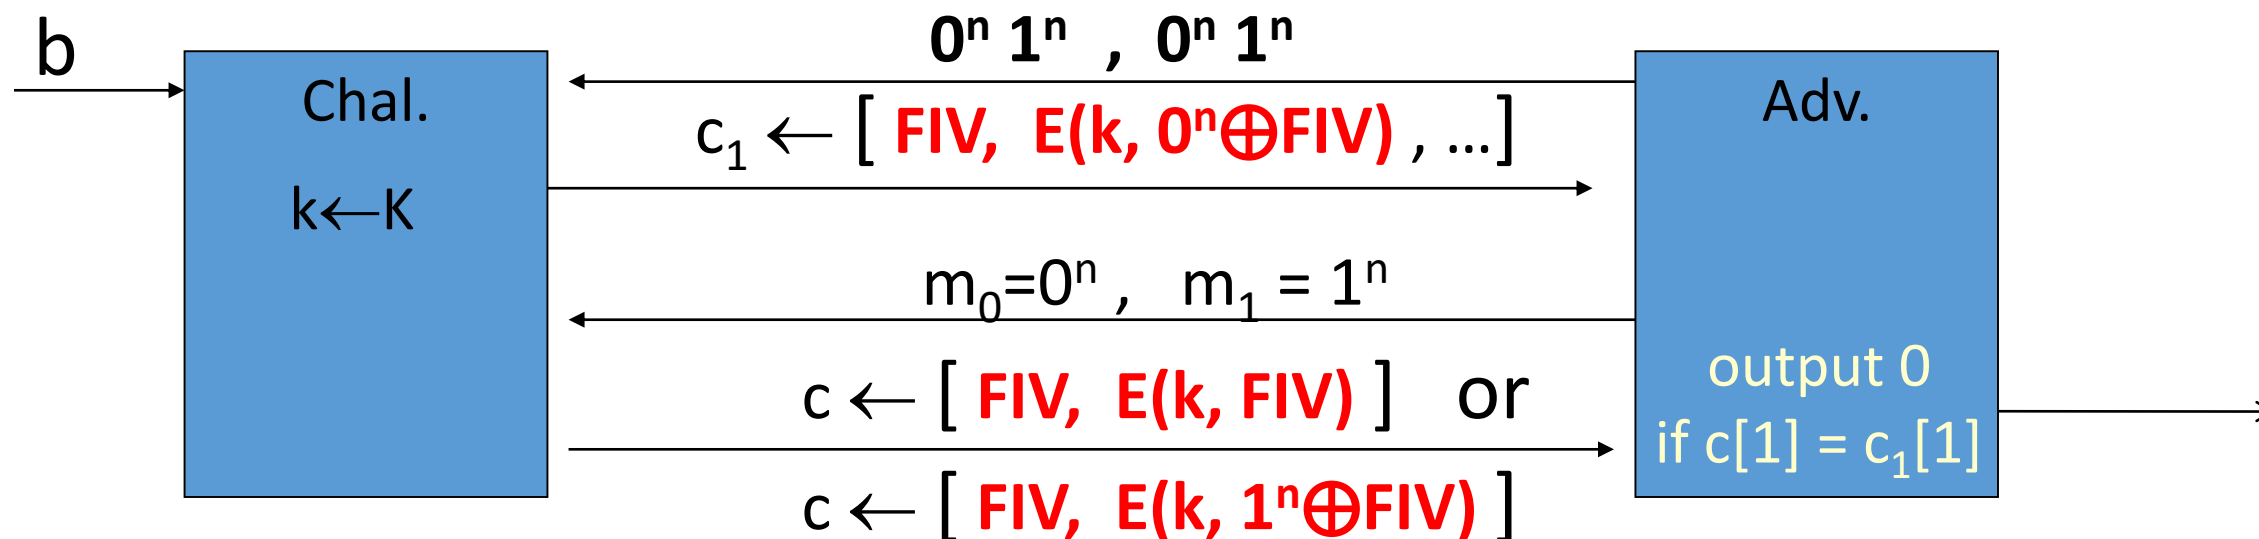 b
0ⁿ 1ⁿ , 0ⁿ 1ⁿ
Chal.
Adv.
c₁ ← [ FIV, E(k, 0ⁿ⊕FIV) , ...]
k←K
m₀=0ⁿ , m₁ = 1ⁿ
c ← [ FIV, E(k, FIV) ] or
output 0
if c[1] = c₁[1]
c ← [ FIV, E(k, 1ⁿ⊕FIV) ]